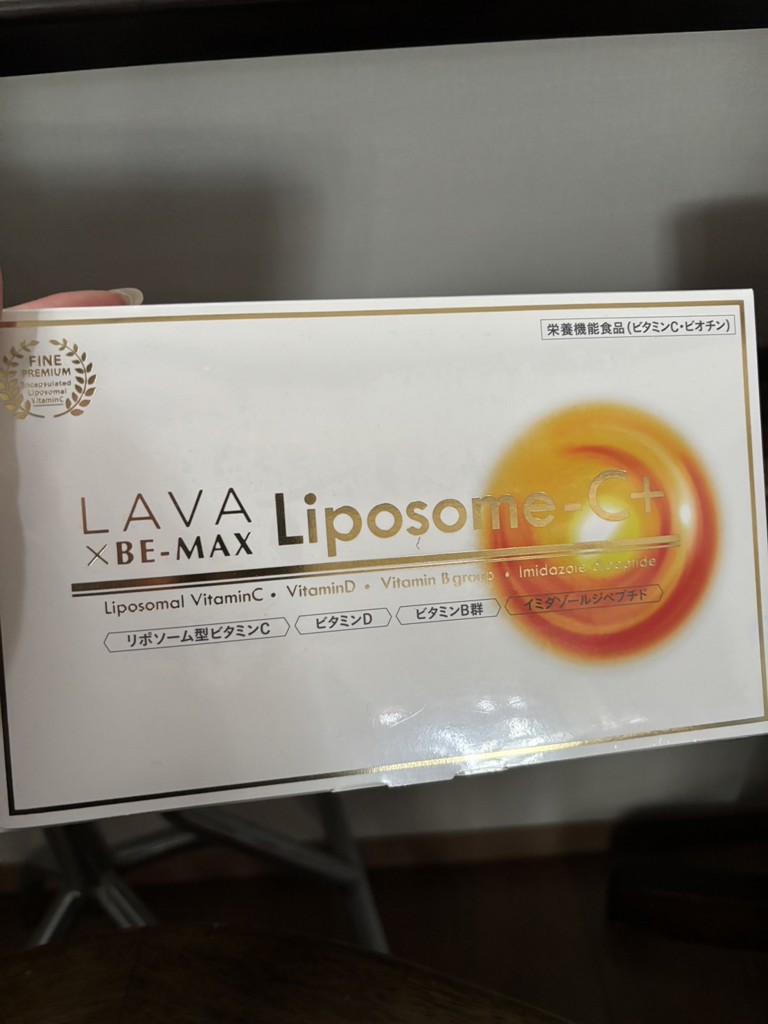 栄養機能食品(ビタミンC・ビオチン)
FINE
PREMIUM
Encapsulated
Liposomal
VitaminC
LAVA
×BE-MAX
Liposome-C+
Liposomal VitaminC • VitaminD • Vitamin B group • Imidazole dipeptide
リポソーム型ビタミンC ビタミンD ビタミンB群 イミダゾールジペプチド